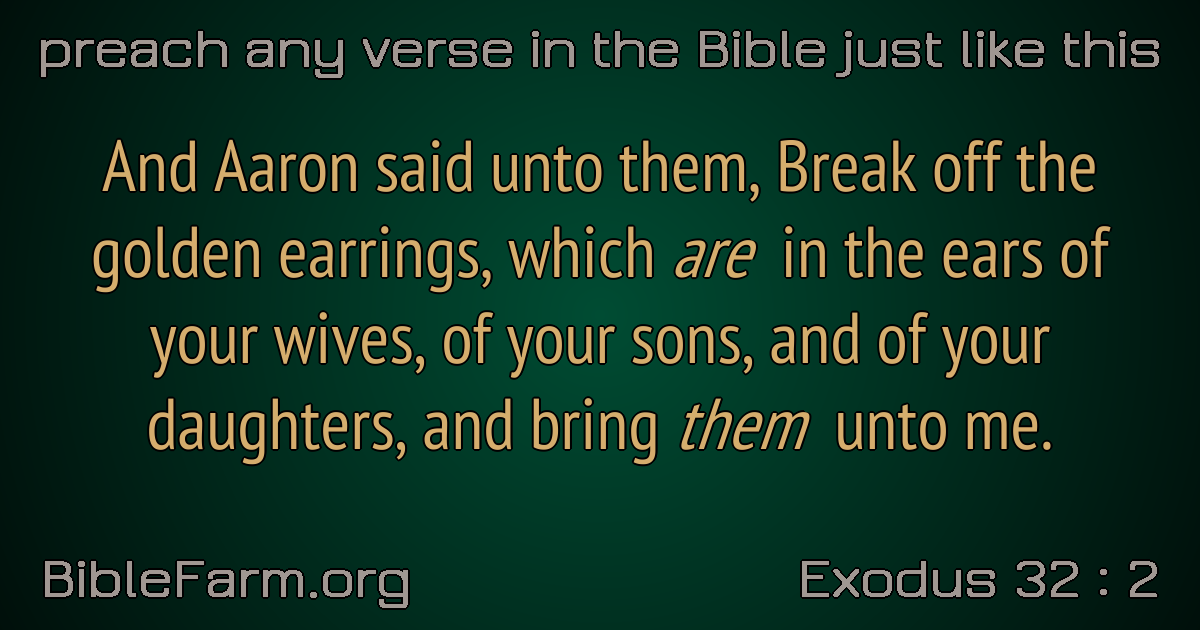 preach any verse in the Bible just like this
And Aaron said unto them, Break off the
golden earrings, which are in the ears of
your wives, of your sons, and of your
daughters, and bring them unto me.
BibleFarm.org
Exodus 32 : 2